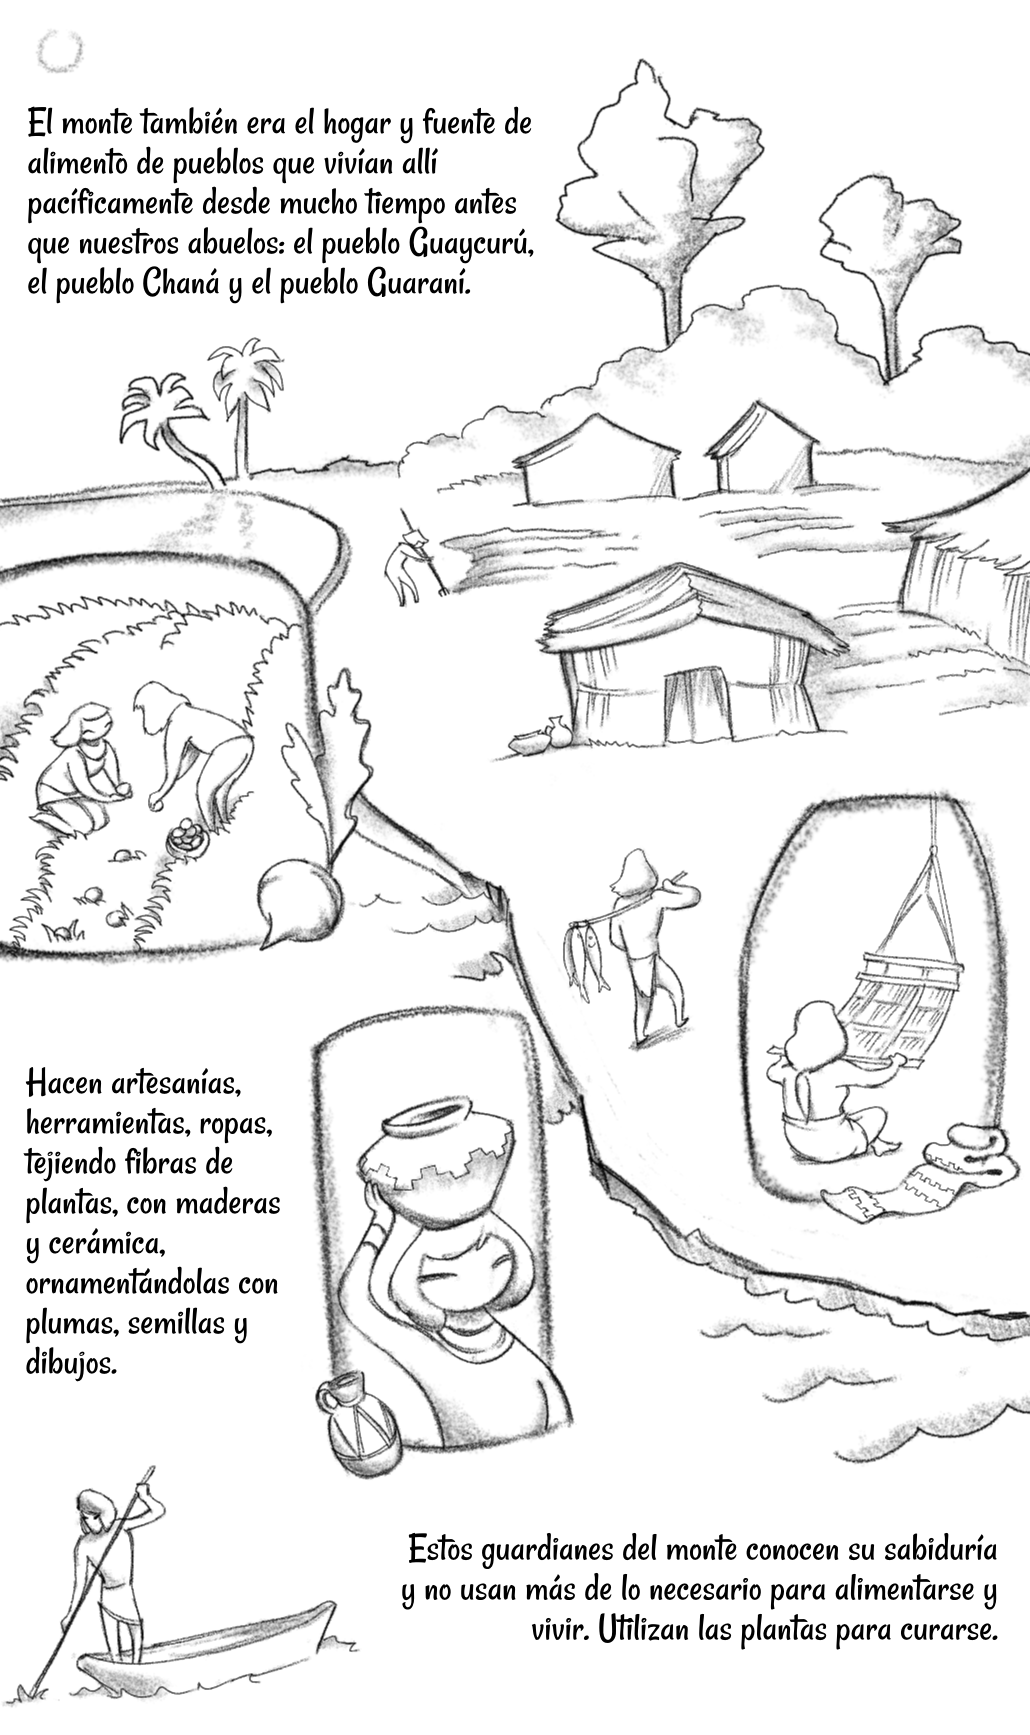 El monte también era el hogar y fuente de
alimento de pueblos que vivían allí
pacíficamente desde mucho tiempo antes
que nuestros abuelos: el pueblo Guaycurú,
el pueblo Chaná y el pueblo Guaraní.
Hacen artesanías,
herramientas, ropas,
tejiendo fibras de
plantas, con maderas
y cerámica,
ornamentándolas con
plumas, semillas y
dibujos.
Estos guardianes del monte conocen su sabiduría
y no usan más de lo necesario para alimentarse y
vivir. Utilizan las plantas para curarse.